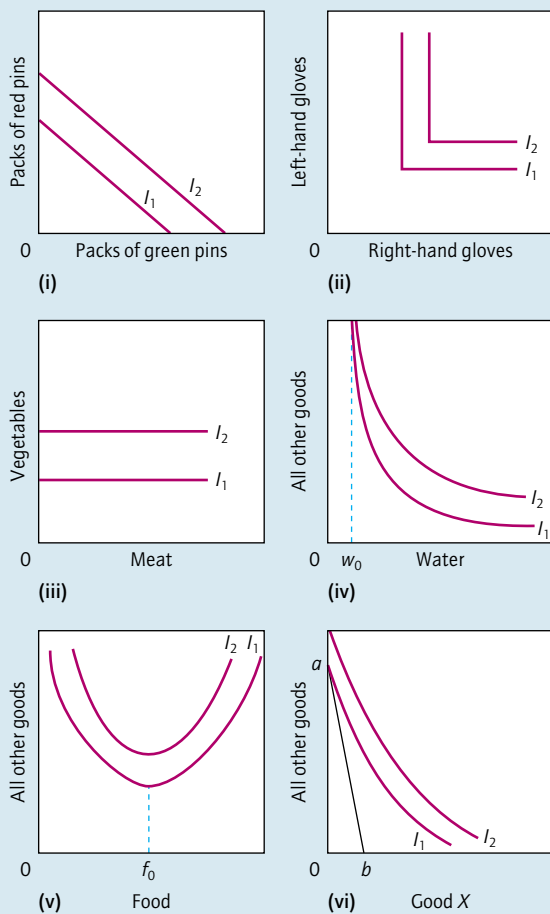 Packs of red pins
I1
I2
0
Packs of green pins
(i)
Left-hand gloves
I2
I1
0
Right-hand gloves
(ii)
Vegetables
I2
I1
0
Meat
(iii)
All other goods
I2
I1
0
w0
Water
(iv)
All other goods
I2 I1
0
f0
(v)
Food
All other goods
a
I1
I2
0
b
(vi)
Good X